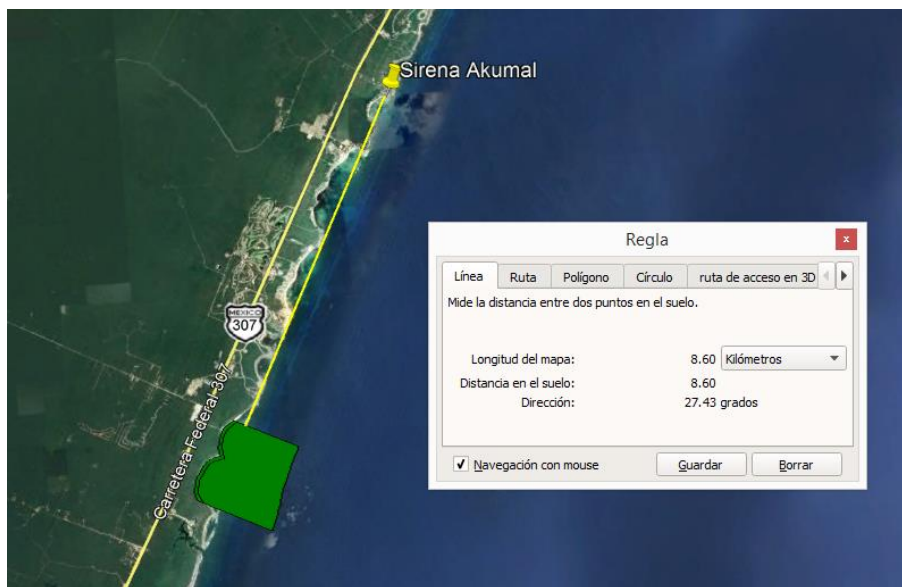 Sirena Akumal
Regla
x
Línea Ruta Polígono Círculo ruta de acceso en 3D
Mide la distancia entre dos puntos en el suelo.
Longitud del mapa: 8.60 Kilómetros
Distancia en el suelo: 8.60
Dirección: 27.43 grados
Navegación con mouse Guardar Borrar
MEXICO
307
Carretera Federal 307